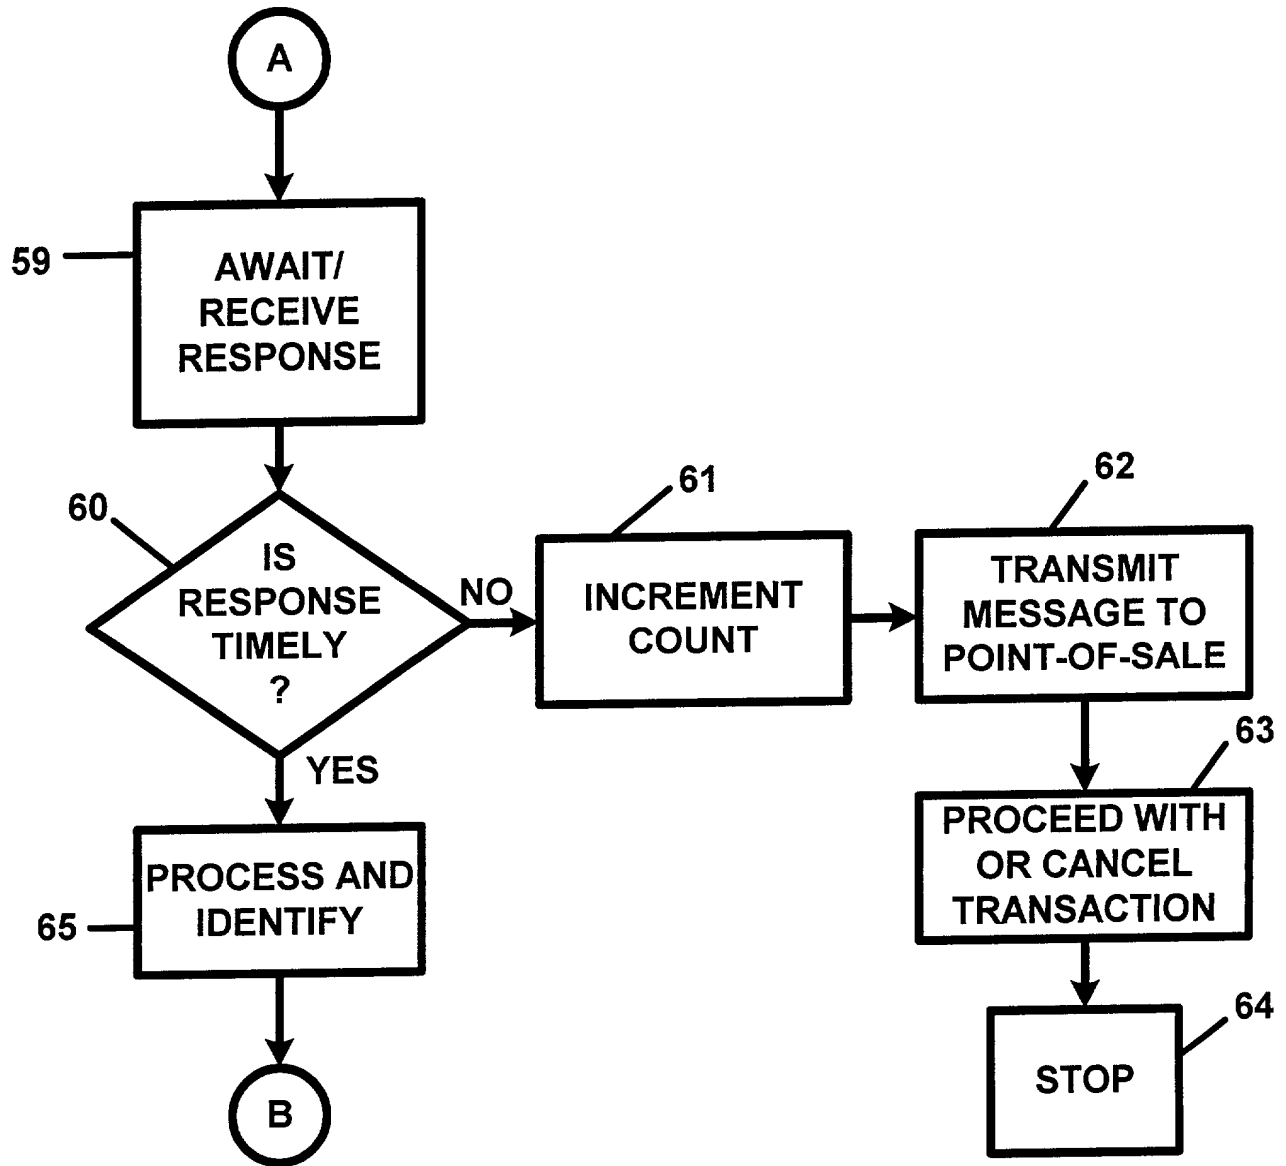 A
59
AWAIT/
RECEIVE
RESPONSE
60
IS
RESPONSE
TIMELY
?
NO
YES
61
INCREMENT
COUNT
62
TRANSMIT
MESSAGE TO
POINT-OF-SALE
63
PROCEED WITH
OR CANCEL
TRANSACTION
64
STOP
65
PROCESS AND
IDENTIFY
B